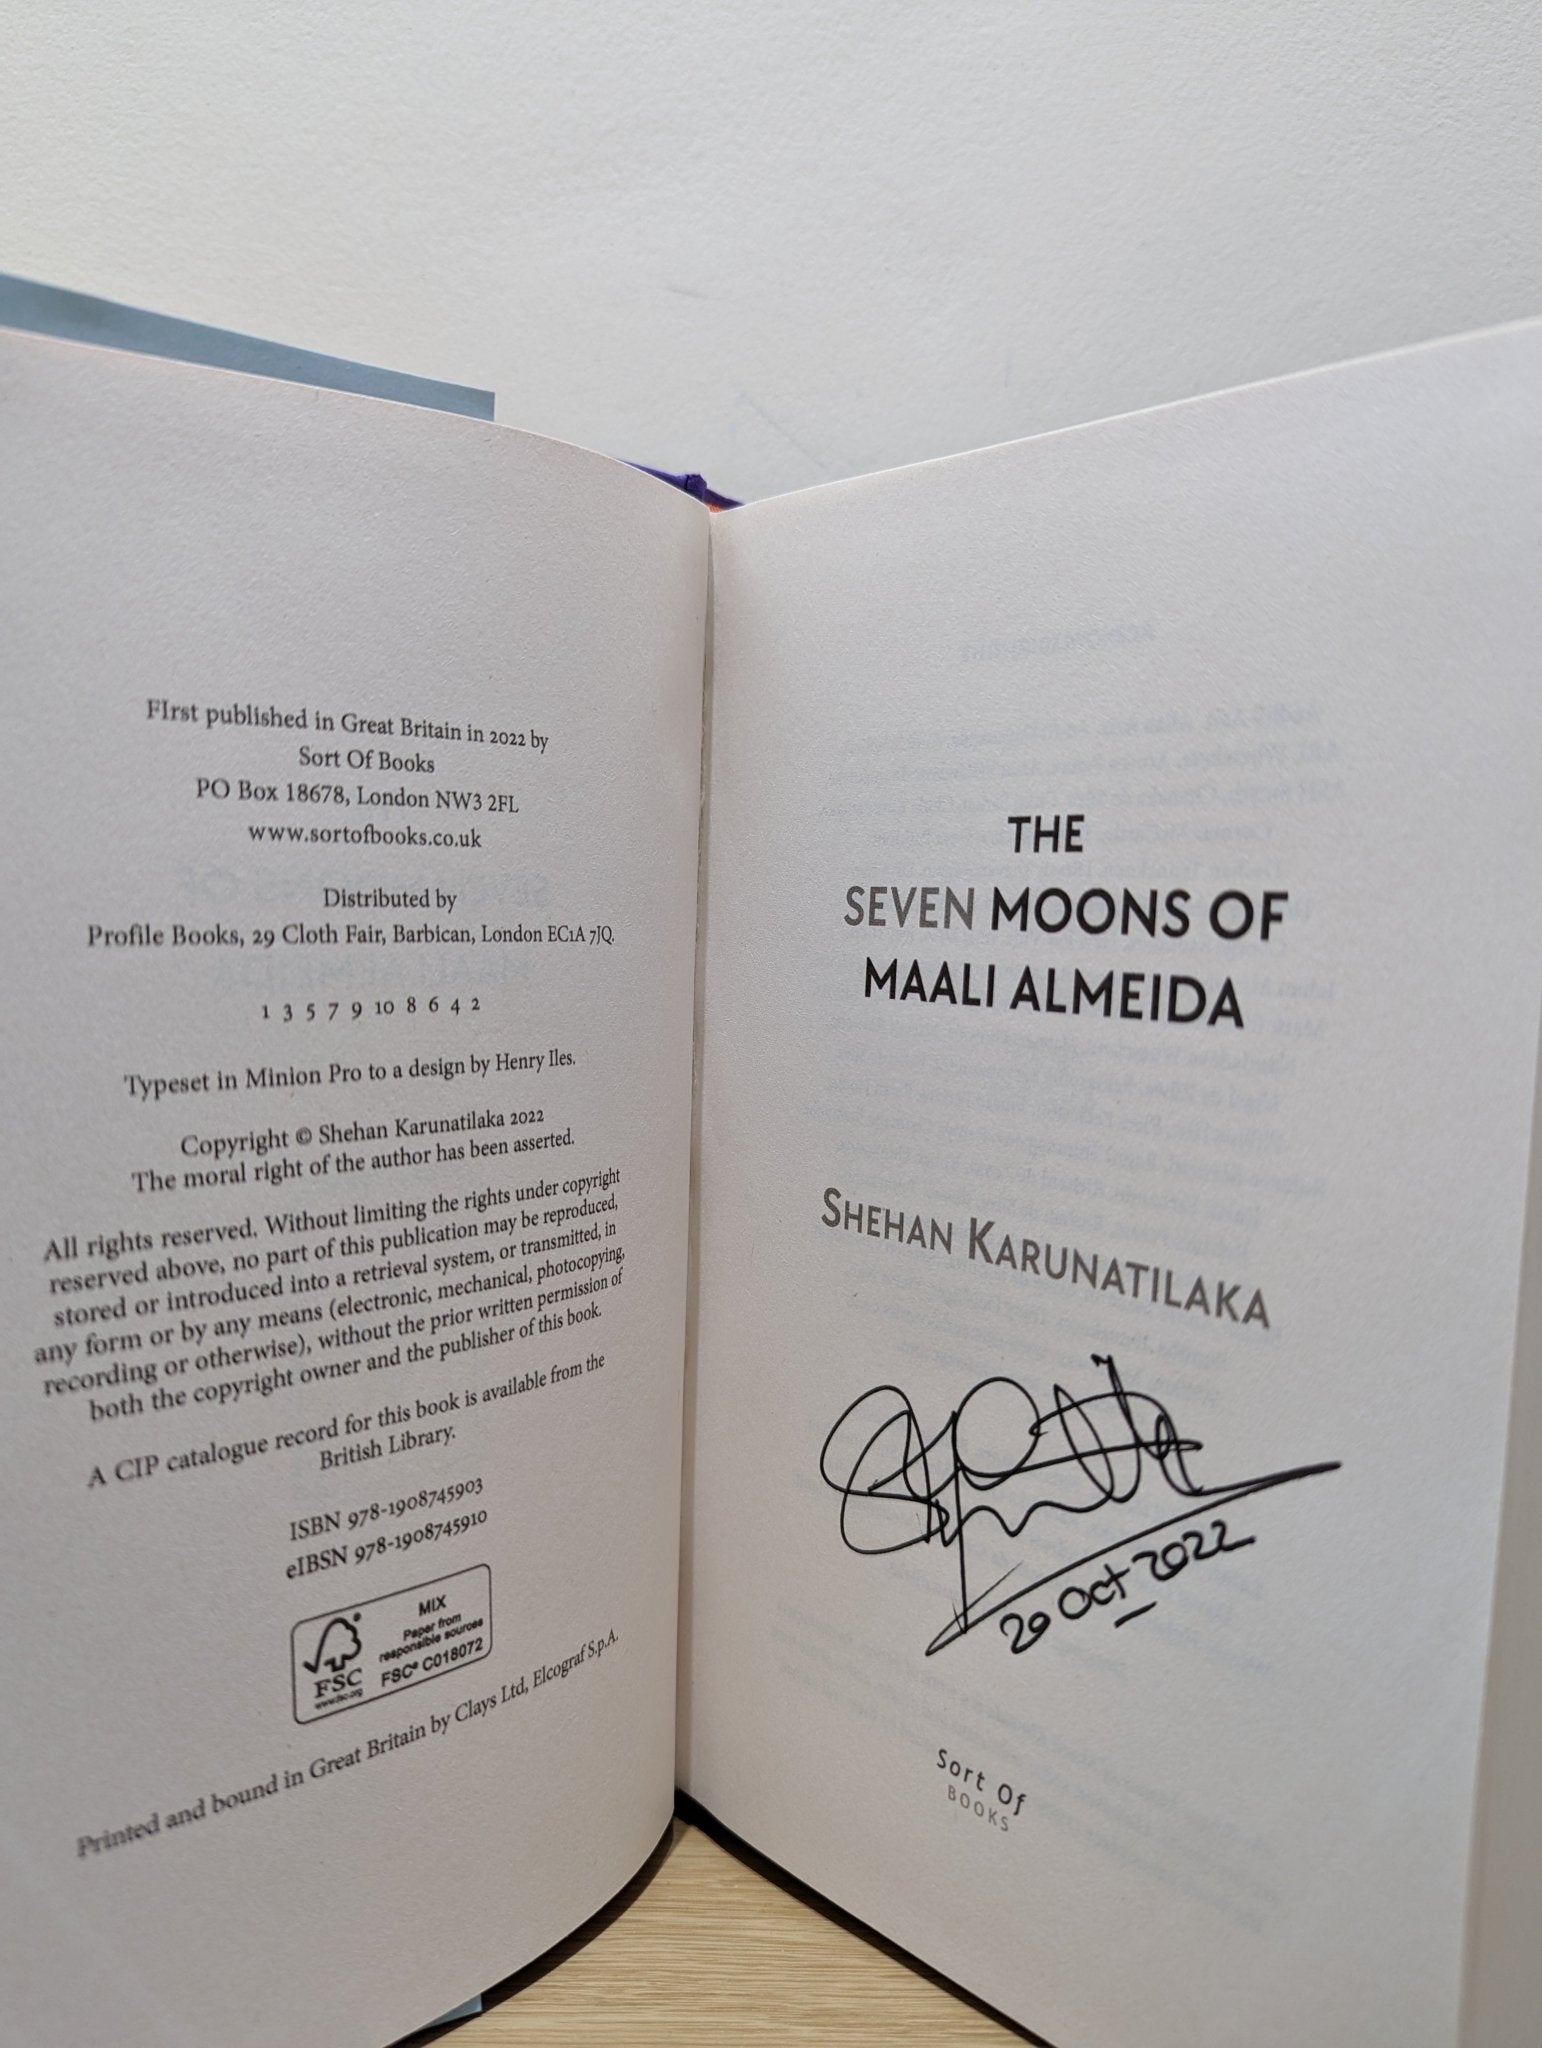 FIrst published in Great Britain in 2022 by
Sort Of Books
PO Box 18678, London NW3 2FL
www.sortofbooks.co.uk
Distributed by
Profile Books, 29 Cloth Fair, Barbican, London EC1A 7JQ.
1 3 5 7 9 10 8 6 4 2
Typeset in Minion Pro to a design by Henry Iles.
Copyright © Shehan Karunatilaka 2022
The moral right of the author has been asserted.
All rights reserved. Without limiting the rights under copyright
reserved above, no part of this publication may be reproduced,
stored or introduced into a retrieval system, or transmitted, in
any form or by any means (electronic, mechanical, photocopying,
recording or otherwise), without the prior written permission of
both the copyright owner and the publisher of this book.
A CIP catalogue record for this book is available from the
British Library.
ISBN 978-1908745903
eIBSN 978-1908745910
MIX
Paper from
responsible sources
FSC® C018072
FSC
www.fsc.org
Printed and bound in Great Britain by Clays Ltd, Elcograf S.p.A.
THE
SEVEN MOONS OF
MAALI ALMEIDA
SHEHAN KARUNATILAKA
20 Oct 2022
Sort Of
BOOKS